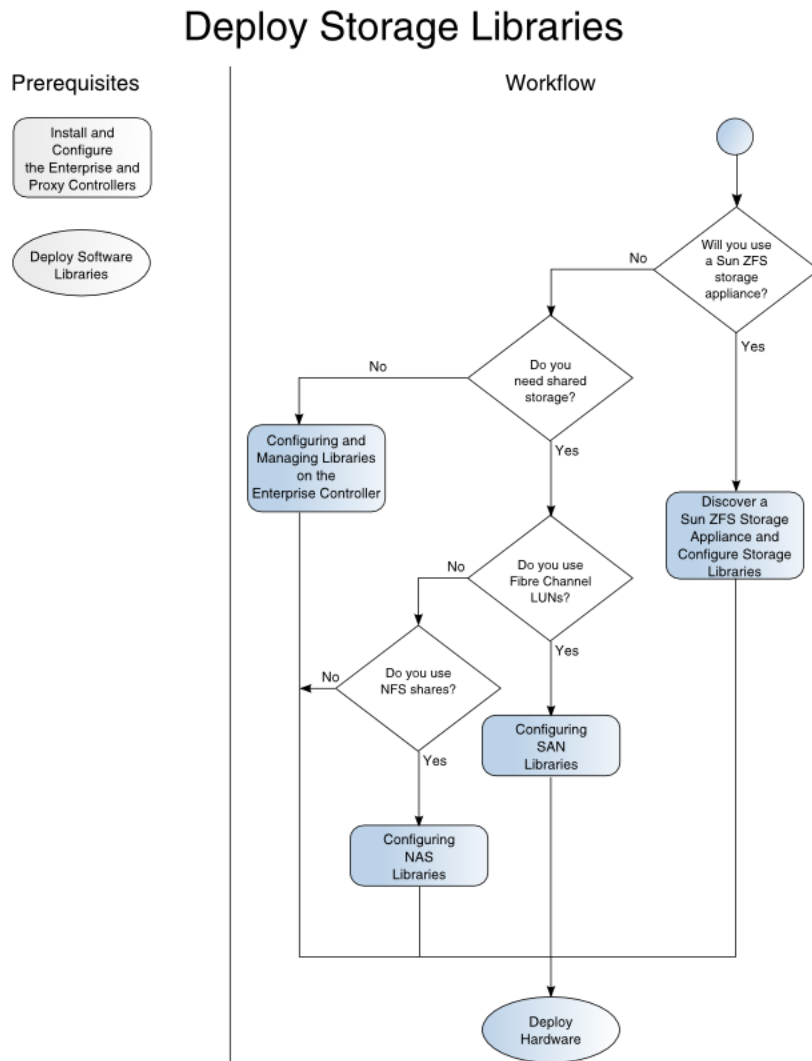 Deploy Storage Libraries
Prerequisites
Install and
Configure
the Enterprise and
Proxy Controllers
Deploy Software
Libraries
Workflow
Will you use
a Sun ZFS
storage
appliance?
No
Yes
Do you
need shared
storage?
No
Yes
Configuring and
Managing Libraries
on the
Enterprise Controller
Discover a
Sun ZFS Storage
Appliance and
Configure Storage
Libraries
Do you use
Fibre Channel
LUNs?
No
Yes
Do you use
NFS shares?
No
Yes
Configuring
SAN
Libraries
Configuring
NAS
Libraries
Deploy
Hardware